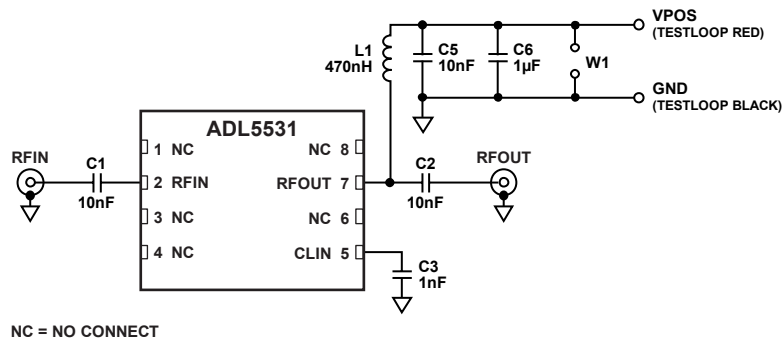 VPOS
(TESTLOOP RED)
L1
470nH
C5
10nF
C6
1µF
W1
GND
(TESTLOOP BLACK)
ADL5531
RFIN
C1
10nF
1 NC
2 RFIN
3 NC
4 NC
NC 8
RFOUT 7
NC 6
CLIN 5
C2
10nF
RFOUT
C3
1nF
NC = NO CONNECT